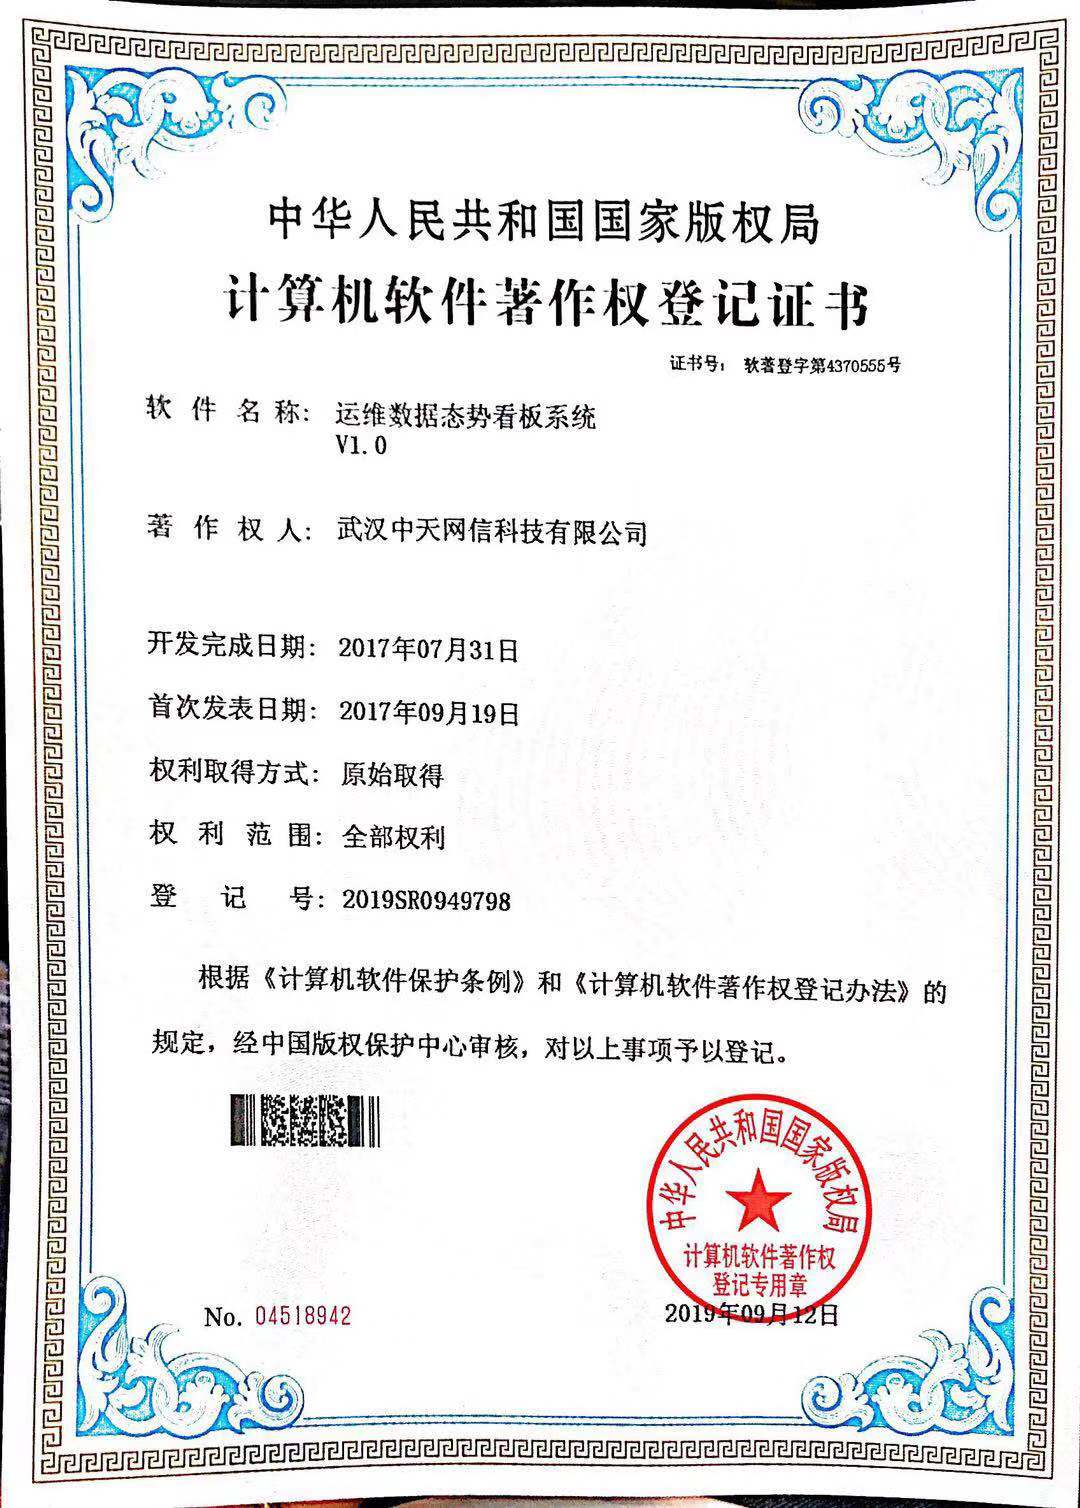 中华人民共和国国家版权局
计算机软件著作权登记证书
证书号： 软著登字第4370555号
软件名称： 运维数据态势看板系统
V1.0
著作权人： 武汉中天网信科技有限公司
开发完成日期： 2017年07月31日
首次发表日期： 2017年09月19日
权利取得方式： 原始取得
权利范围： 全部权利
登记号： 2019SR0949798
根据《计算机软件保护条例》和《计算机软件著作权登记办法》的
规定，经中国版权保护中心审核，对以上事项予以登记。
中华人民共和国国家版权局
计算机软件著作权
登记专用章
No. 04518942
2019年09月12日